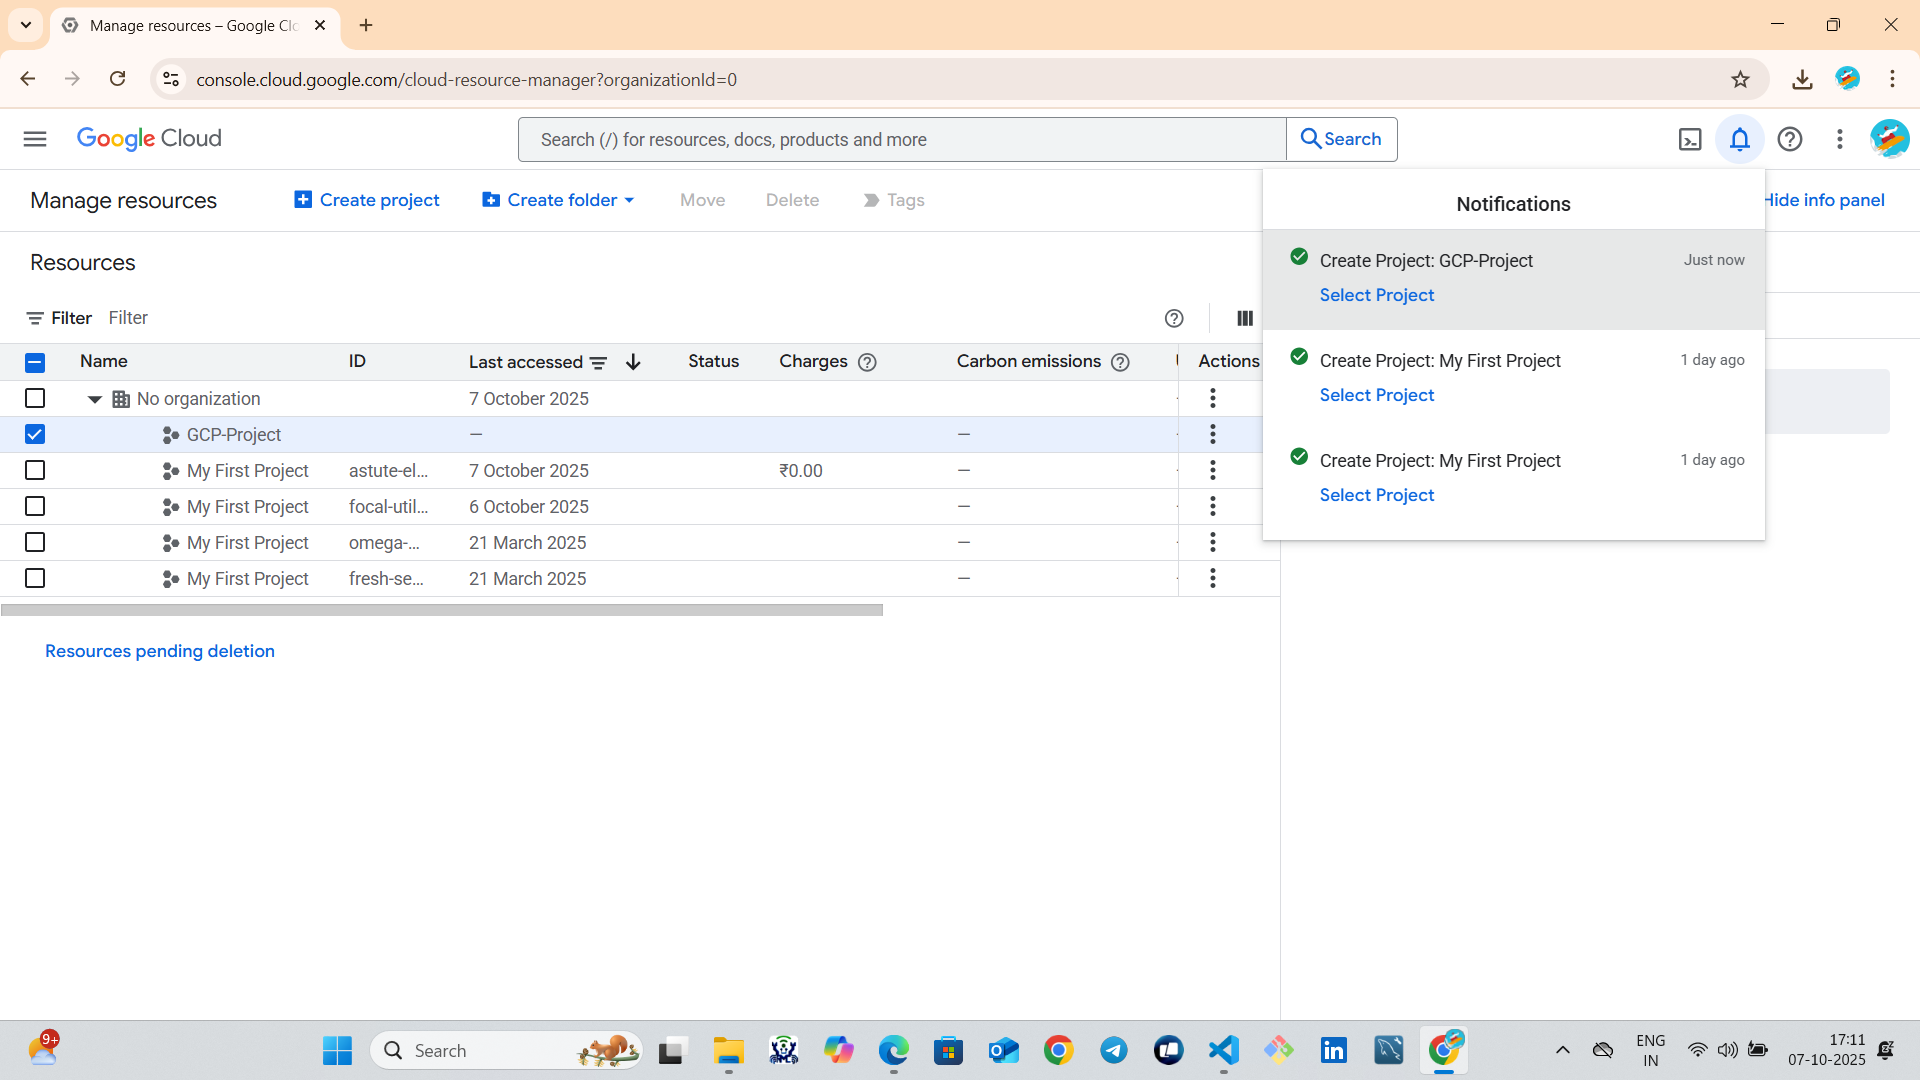 Manage resources – Google Clo
console.cloud.google.com/cloud-resource-manager?organizationId=0
Google Cloud
Search (/) for resources, docs, products and more
Search
Manage resources
Create project
Create folder
Move
Delete
Tags
Hide info panel
Notifications
Create Project: GCP-Project
Just now
Select Project
Create Project: My First Project
1 day ago
Select Project
Create Project: My First Project
1 day ago
Select Project
Resources
Filter Filter
Name ID Last accessed Status Charges Carbon emissions Actions
No organization 7 October 2025
GCP-Project — —
My First Project astute-el... 7 October 2025 ₹0.00 —
My First Project focal-util... 6 October 2025 —
My First Project omega-... 21 March 2025 —
My First Project fresh-se... 21 March 2025 —
Resources pending deletion
9+
Search
ENG
IN
17:11
07-10-2025